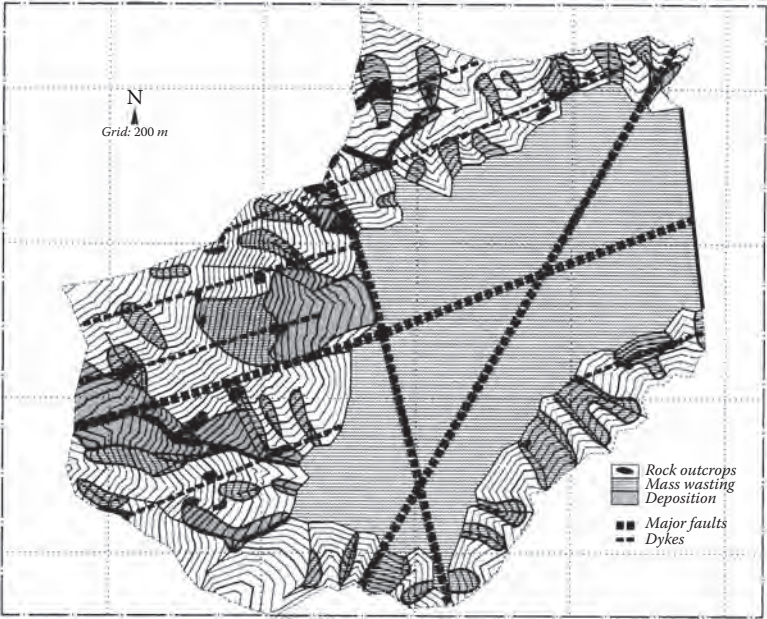 N
Grid: 200 m
Rock outcrops
Mass wasting
Deposition
Major faults
Dykes